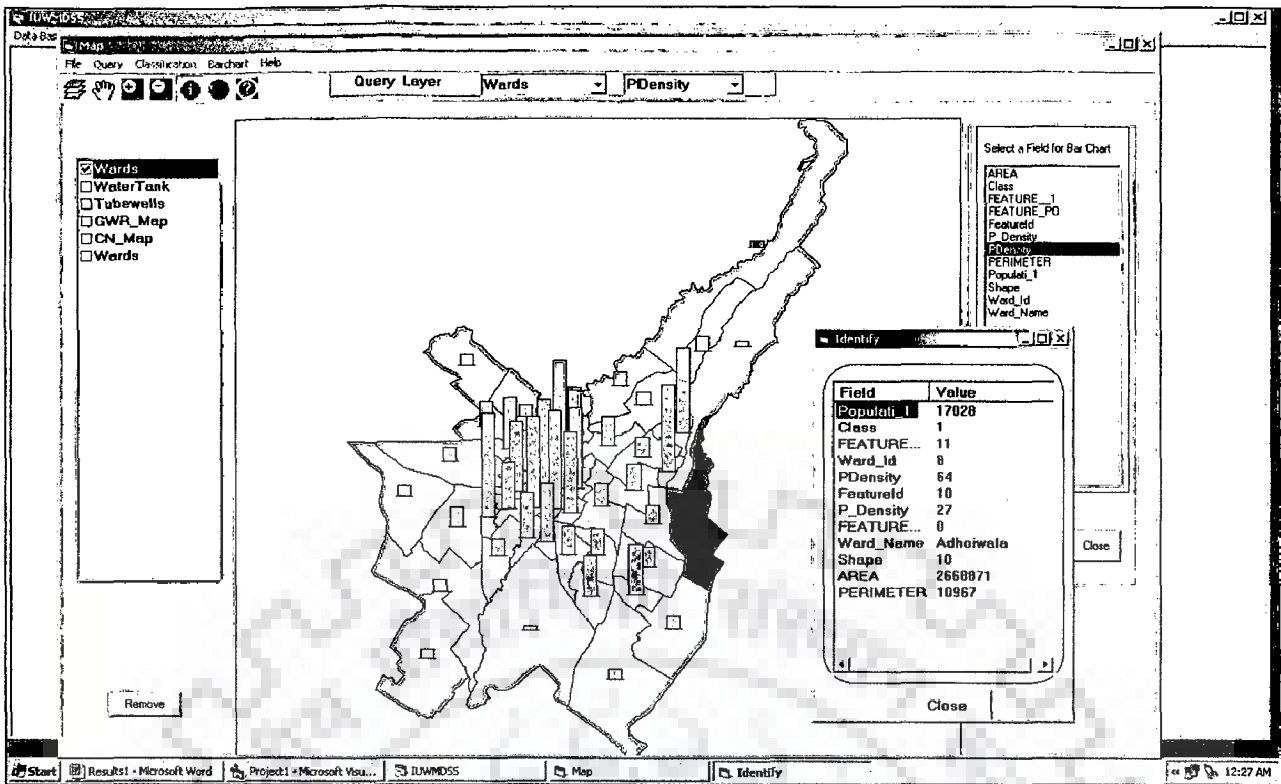 IUWMDSS
Data Bas
Map
File Query Classification Barchart Help
Query Layer Wards PDensity
Wards
WaterTank
Tubewells
GWR_Map
CN_Map
Wards
Remove
Select a Field for Bar Chart
AREA
Class
FEATURE__1
FEATURE_PO
FeatureId
P_Density
PDensity
PERIMETER
Populati_1
Shape
Ward_Id
Ward_Name
Close
Identify
Field Value
Populati_1 17028
Class 1
FEATURE... 11
Ward_Id 8
PDensity 64
FeatureId 10
P_Density 27
FEATURE... 0
Ward_Name Adhoiwala
Shape 10
AREA 2668871
PERIMETER 10967
Close
Start Results1 - Microsoft Word Project1 - Microsoft Visu... IUWMDSS Map Identify 12:27 AM